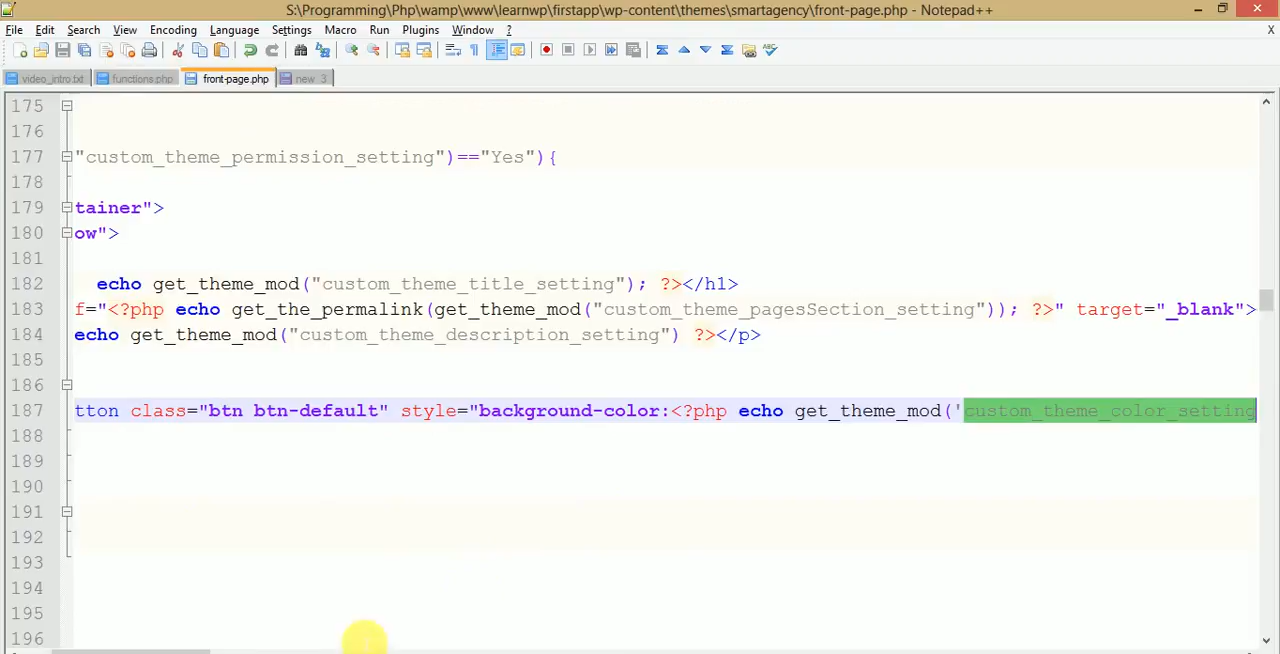 S:\Programming\Php\wamp\www\learnwp\firstapp\wp-content\themes\smartagency\front-page.php - Notepad++
File Edit Search View Encoding Language Settings Macro Run Plugins Window ? X
video_intro.txt functions.php front-page.php new 3
175
176
177 "custom_theme_permission_setting")=="Yes"){
178
179 tainer">
180 ow">
181
182 echo get_theme_mod("custom_theme_title_setting"); ?></h1>
183 f="<?php echo get_the_permalink(get_theme_mod("custom_theme_pagesSection_setting")); ?>" target="_blank">
184 echo get_theme_mod("custom_theme_description_setting") ?></p>
185
186
187 tton class="btn btn-default" style="background-color:<?php echo get_theme_mod('custom_theme_color_setting
188
189
190
191
192
193
194
195
196